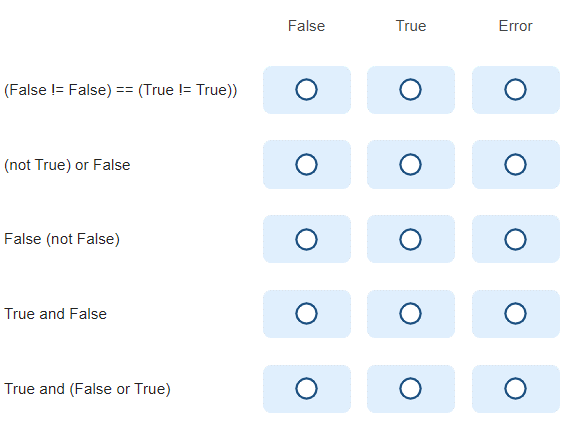 False True Error
(False != False) == (True != True))
(not True) or False
False (not False)
True and False
True and (False or True)